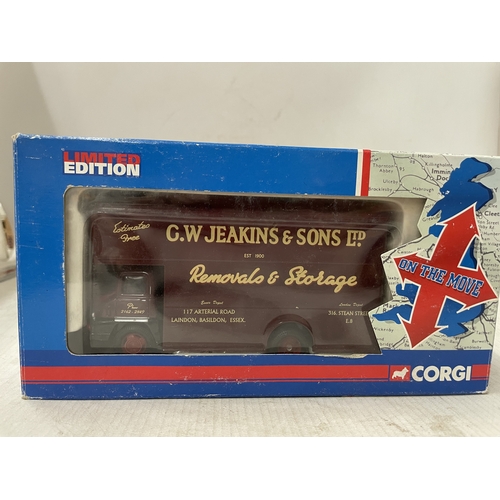 LIMITED
EDITION
Estimates
Free
G.W JEAKINS & SONS LTD
EST 1900
Removals & Storage
117 ARTERIAL ROAD
LAINDON, BASILDON, ESSEX.
316. STEAN STREET
E.8
ON THE MOVE
CORGI